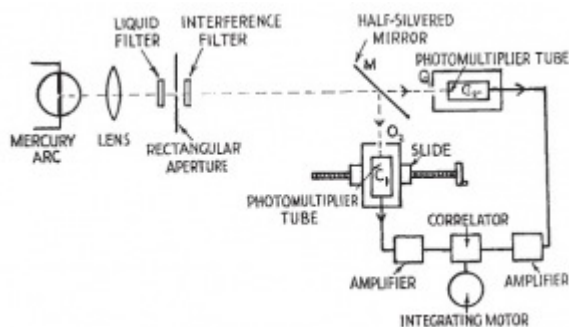 LIQUID
FILTER
INTERFERENCE
FILTER
HALF-SILVERED
MIRROR
M
PHOTOMULTIPLIER TUBE
MERCURY
ARC
LENS
RECTANGULAR
APERTURE
SLIDE
C₁
PHOTOMULTIPLIER
TUBE
CORRELATOR
AMPLIFIER
AMPLIFIER
INTEGRATING MOTOR